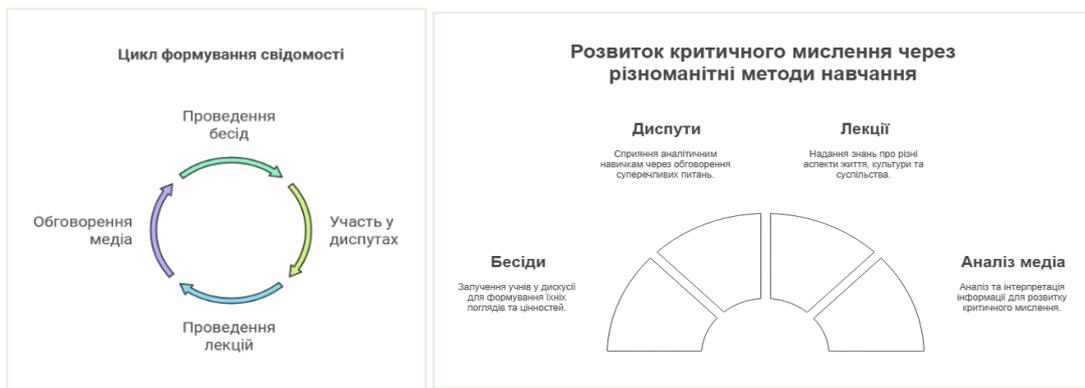 Цикл формування свідомості
Проведення
бесід
Участь у
диспутах
Проведення
лекцій
Обговорення
медіа
Розвиток критичного мислення через
різноманітні методи навчання
Бесіди
Залучення учнів у дискусії
для формування їхніх
поглядів та цінностей.
Диспути
Сприяння аналітичним
навичкам через обговорення
суперечливих питань.
Лекції
Надання знань про різні
аспекти життя, культури та
суспільства.
Аналіз медіа
Аналіз та інтерпретація
інформації для розвитку
критичного мислення.